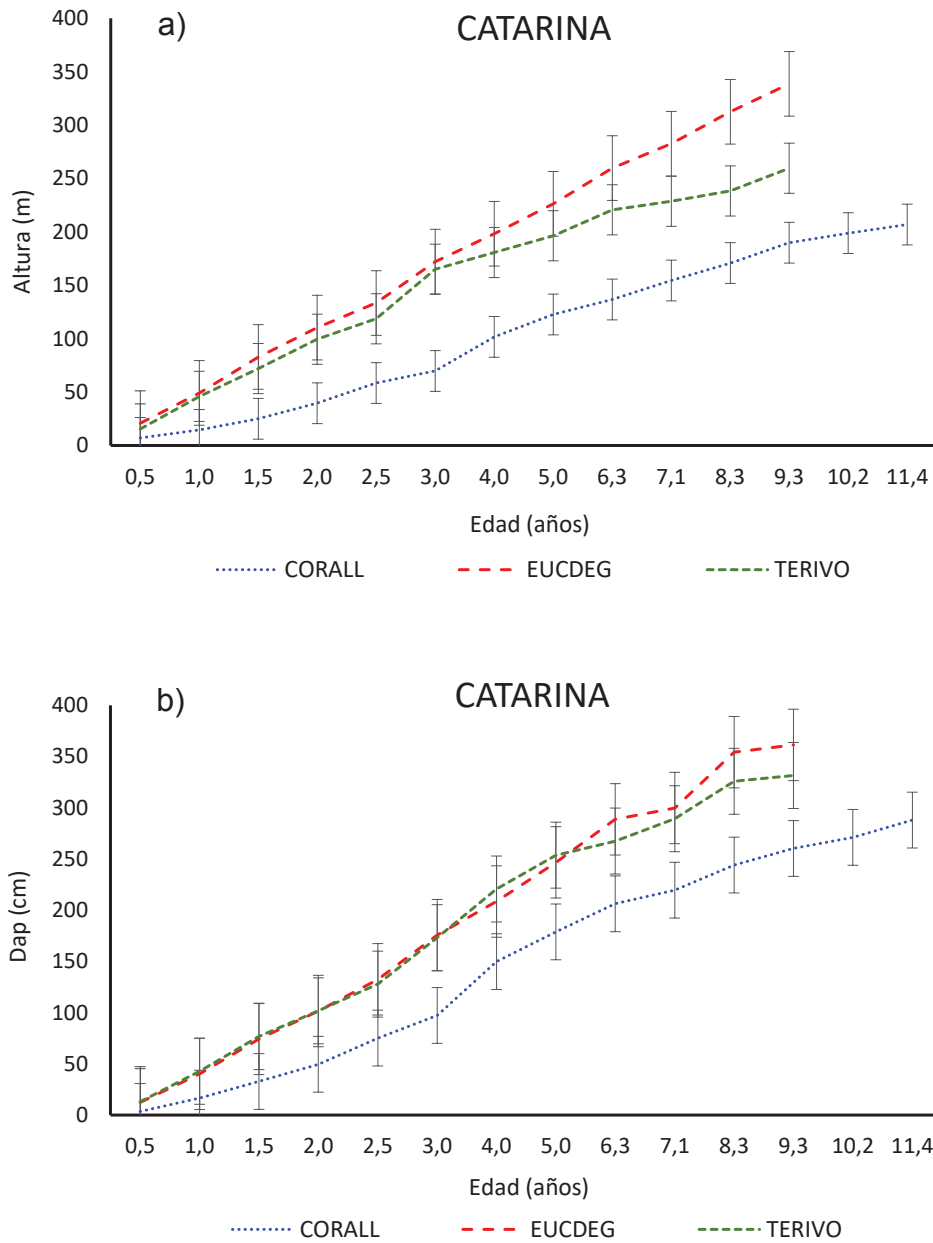 a)
CATARINA
400
350
300
250
200
150
100
50
0
Altura (m)
0,5 1,0 1,5 2,0 2,5 3,0 4,0 5,0 6,3 7,1 8,3 9,3 10,2 11,4
Edad (años)
CORALL EUCDEG TERIVO
b)
CATARINA
400
350
300
250
200
150
100
50
0
Dap (cm)
0,5 1,0 1,5 2,0 2,5 3,0 4,0 5,0 6,3 7,1 8,3 9,3 10,2 11,4
Edad (años)
CORALL EUCDEG TERIVO